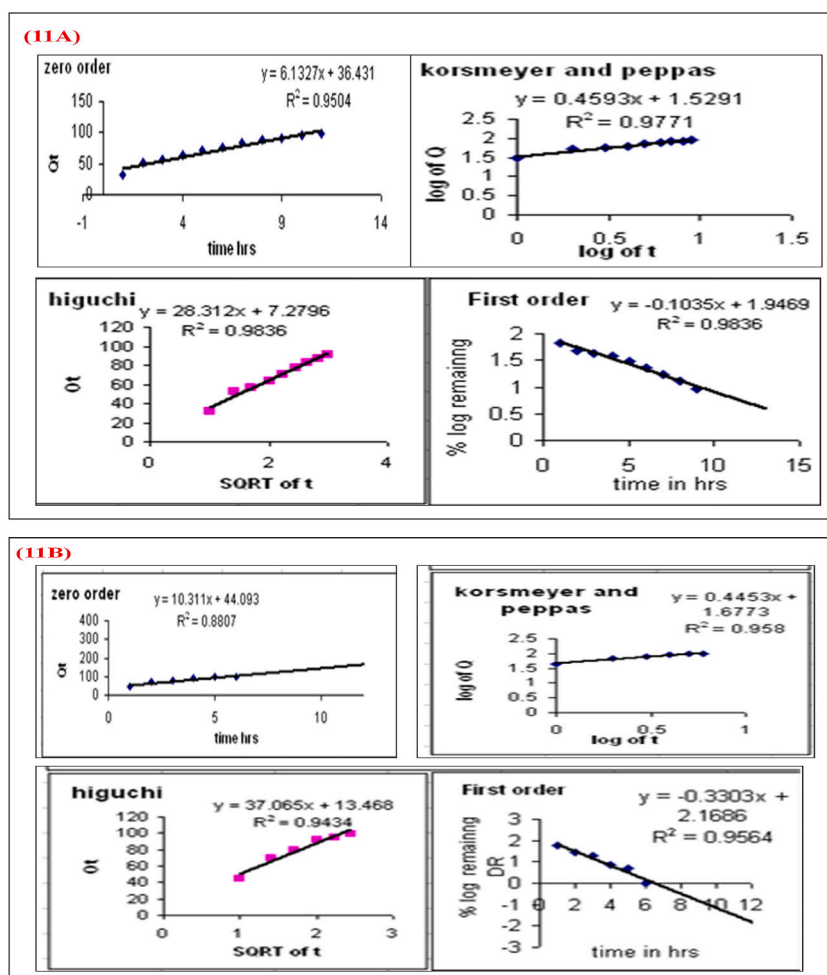 (11A)
zero order
y = 6.1327x + 36.431
R² = 0.9504
150
100
50
0
Qt
-1 4 9 14
time hrs
korsmeyer and peppas
y = 0.4593x + 1.5291
R² = 0.9771
2.5
2
1.5
1
0.5
0
log of Q
0 0.5 1 1.5
log of t
higuchi
y = 28.312x + 7.2796
R² = 0.9836
120
100
80
60
40
20
0
Qt
0 2 4
SQRT of t
First order
y = -0.1035x + 1.9469
R² = 0.9836
2
1.5
1
0.5
0
% log remainng
0 5 10 15
time in hrs
(11B)
zero order
y = 10.311x + 44.093
R² = 0.8807
400
300
200
100
0
Qt
0 5 10
time hrs
korsmeyer and
peppas
y = 0.4453x +
1.6773
R² = 0.958
2.5
2
1.5
1
0.5
0
log of Q
0 0.5 1
log of t
higuchi
y = 37.065x + 13.468
R² = 0.9434
120
100
80
60
40
20
0
Qt
0 1 2 3
SQRT of t
First order
y = -0.3303x +
2.1686
R² = 0.9564
3
2
1
0
-1
-2
-3
% log remainng
DR
0 2 4 6 8 10 12
time in hrs